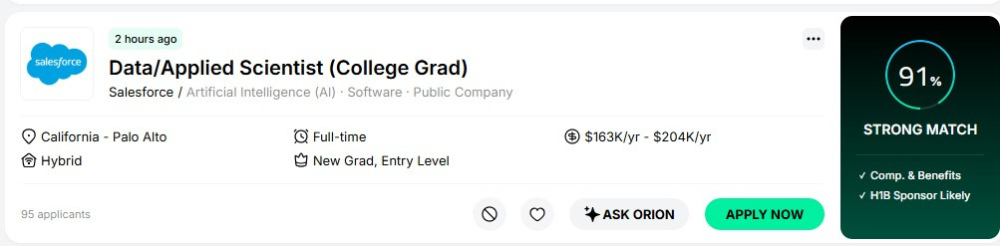 salesforce
2 hours ago
Data/Applied Scientist (College Grad)
Salesforce / Artificial Intelligence (AI) · Software · Public Company
California - Palo Alto
Full-time
$163K/yr - $204K/yr
Hybrid
New Grad, Entry Level
95 applicants
ASK ORION
APPLY NOW
91%
STRONG MATCH
✓ Comp. & Benefits
✓ H1B Sponsor Likely